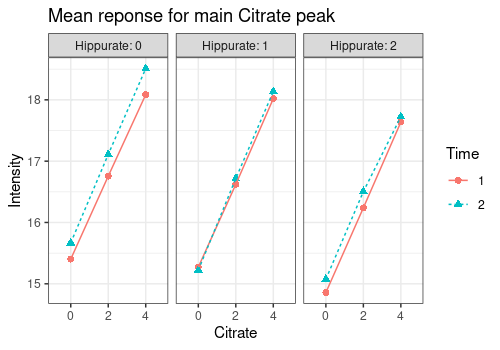 Mean reponse for main Citrate peak
Hippurate: 0 Hippurate: 1 Hippurate: 2
18
17
16
15
Intensity
0 2 4 0 2 4 0 2 4
Citrate
Time
1
2